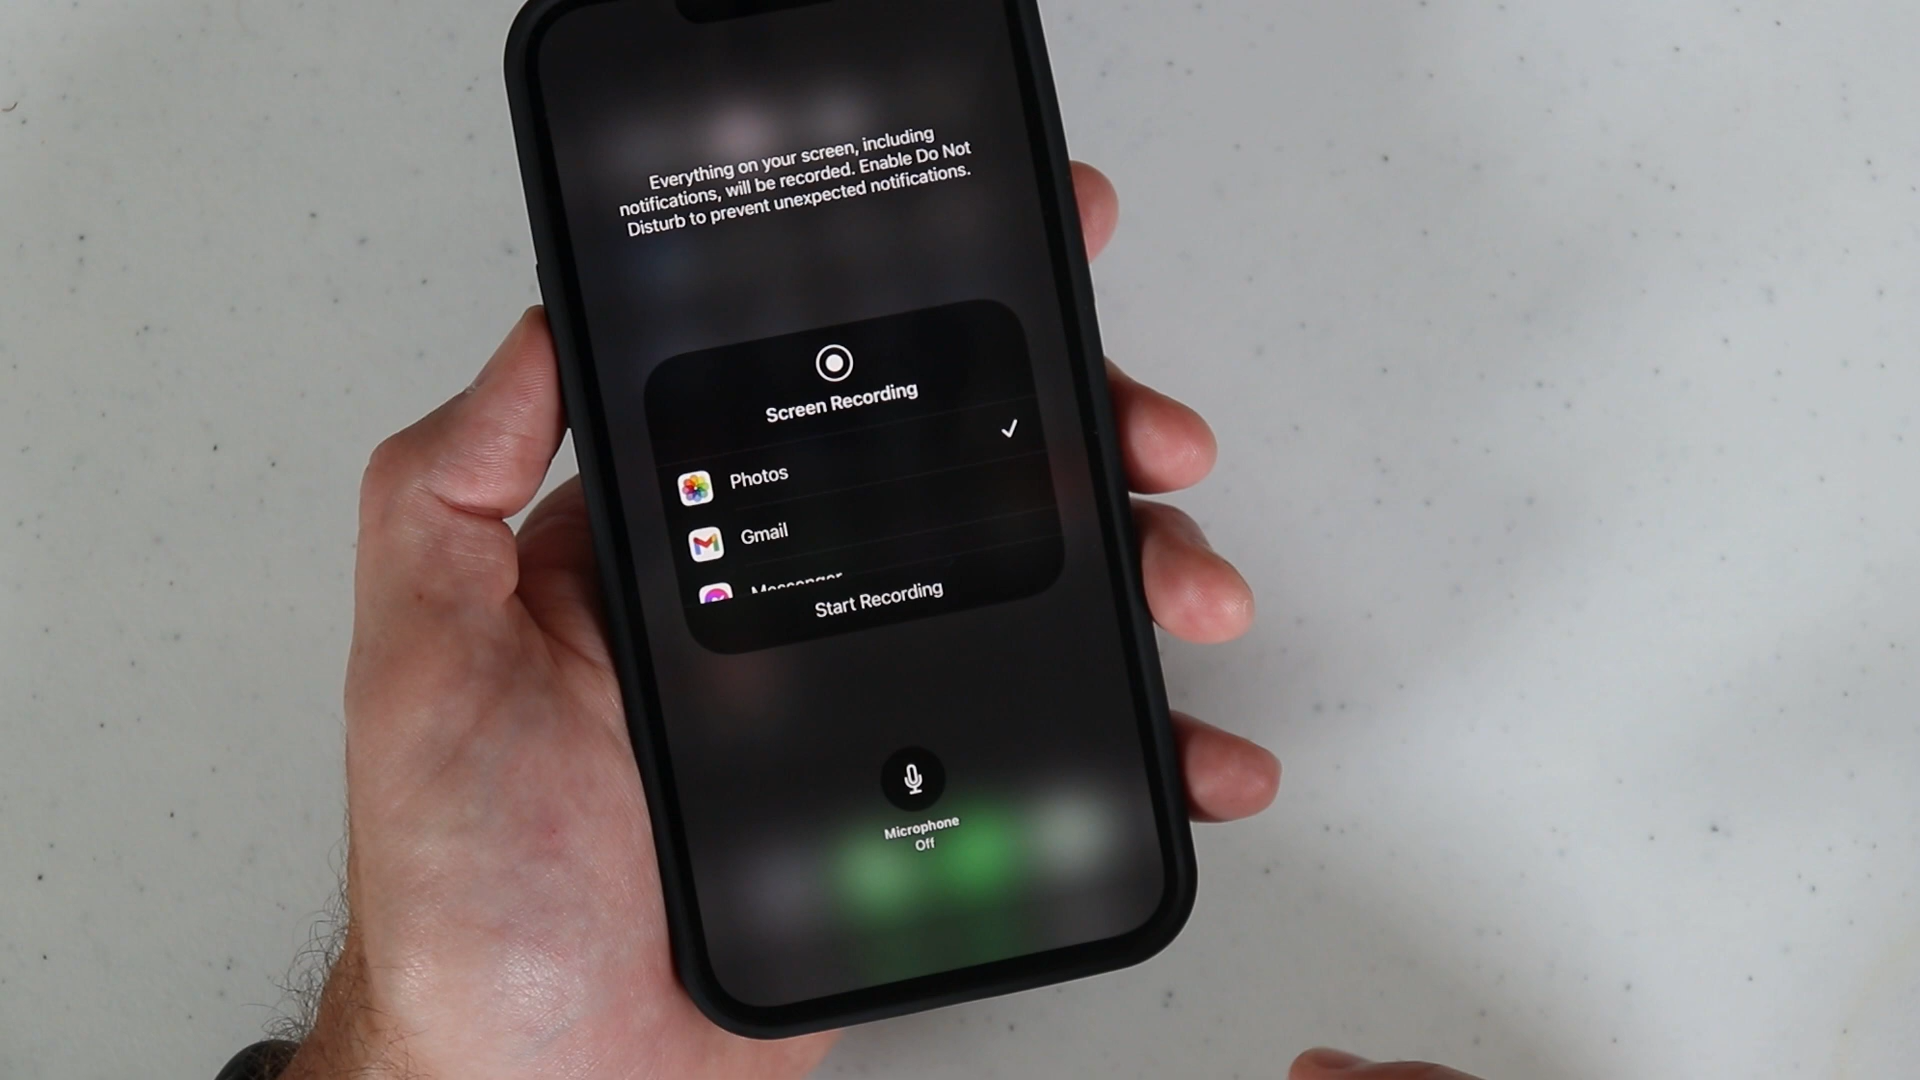 Everything on your screen, including
notifications, will be recorded. Enable Do Not
Disturb to prevent unexpected notifications.
Screen Recording
Photos
Gmail
Messenger
Start Recording
Microphone
Off